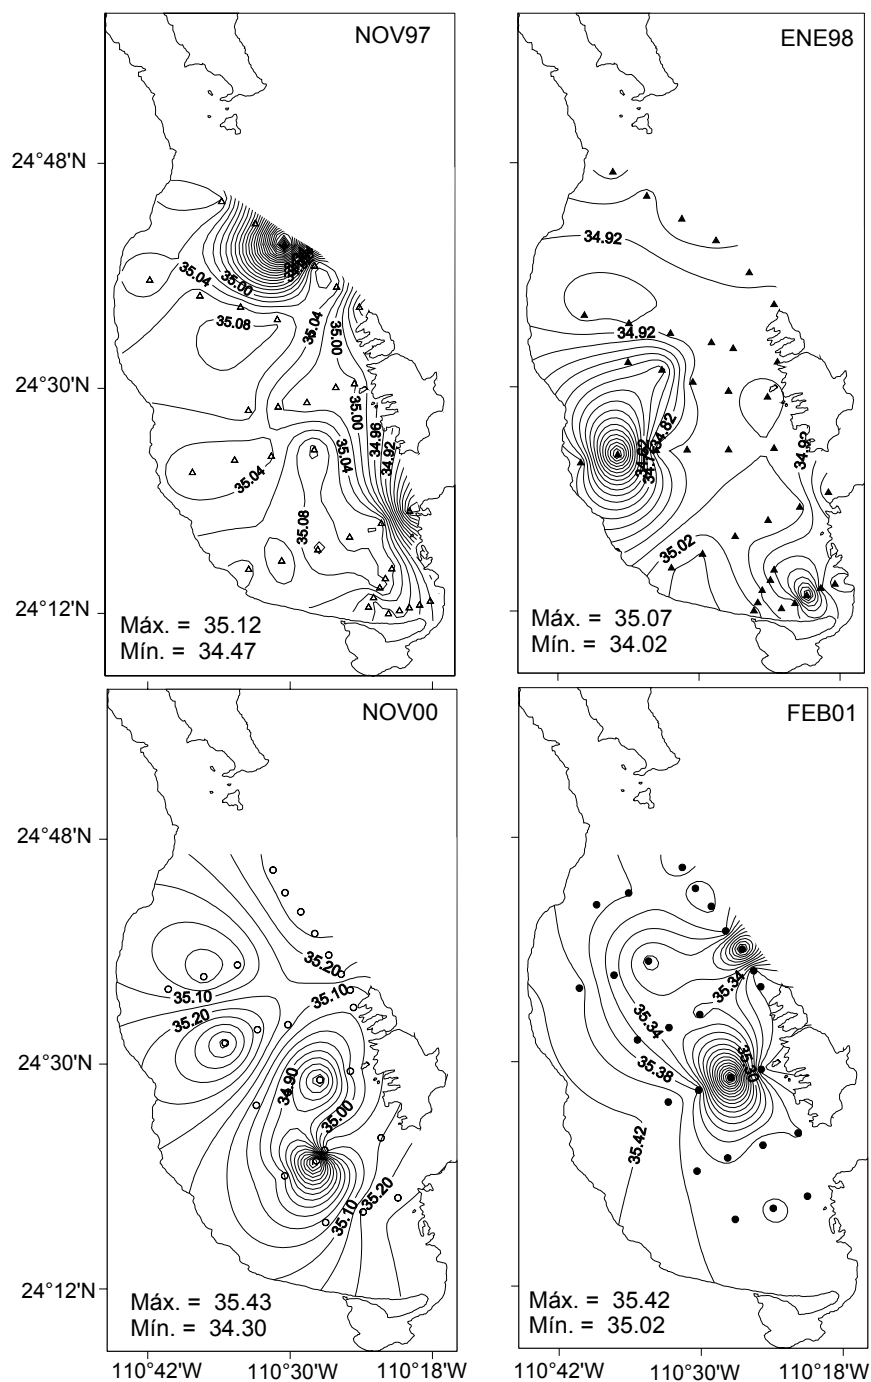 NOV97
24°48'N
35.04
35.00
35.08
35.04
35.00
24°30'N
35.00
34.96
34.92
35.04
35.04
35.08
24°12'N
Máx. = 35.12
Mín. = 34.47
ENE98
34.92
34.92
34.82
34.92
35.02
Máx. = 35.07
Mín. = 34.02
NOV00
24°48'N
35.20
35.10
35.10
35.20
24°30'N
34.90
35.00
35.20
35.10
24°12'N
Máx. = 35.43
Mín. = 34.30
110°42'W
110°30'W
110°18'W
FEB01
35.34
35.34
35.30
35.38
35.42
Máx. = 35.42
Mín. = 35.02
110°42'W
110°30'W
110°18'W